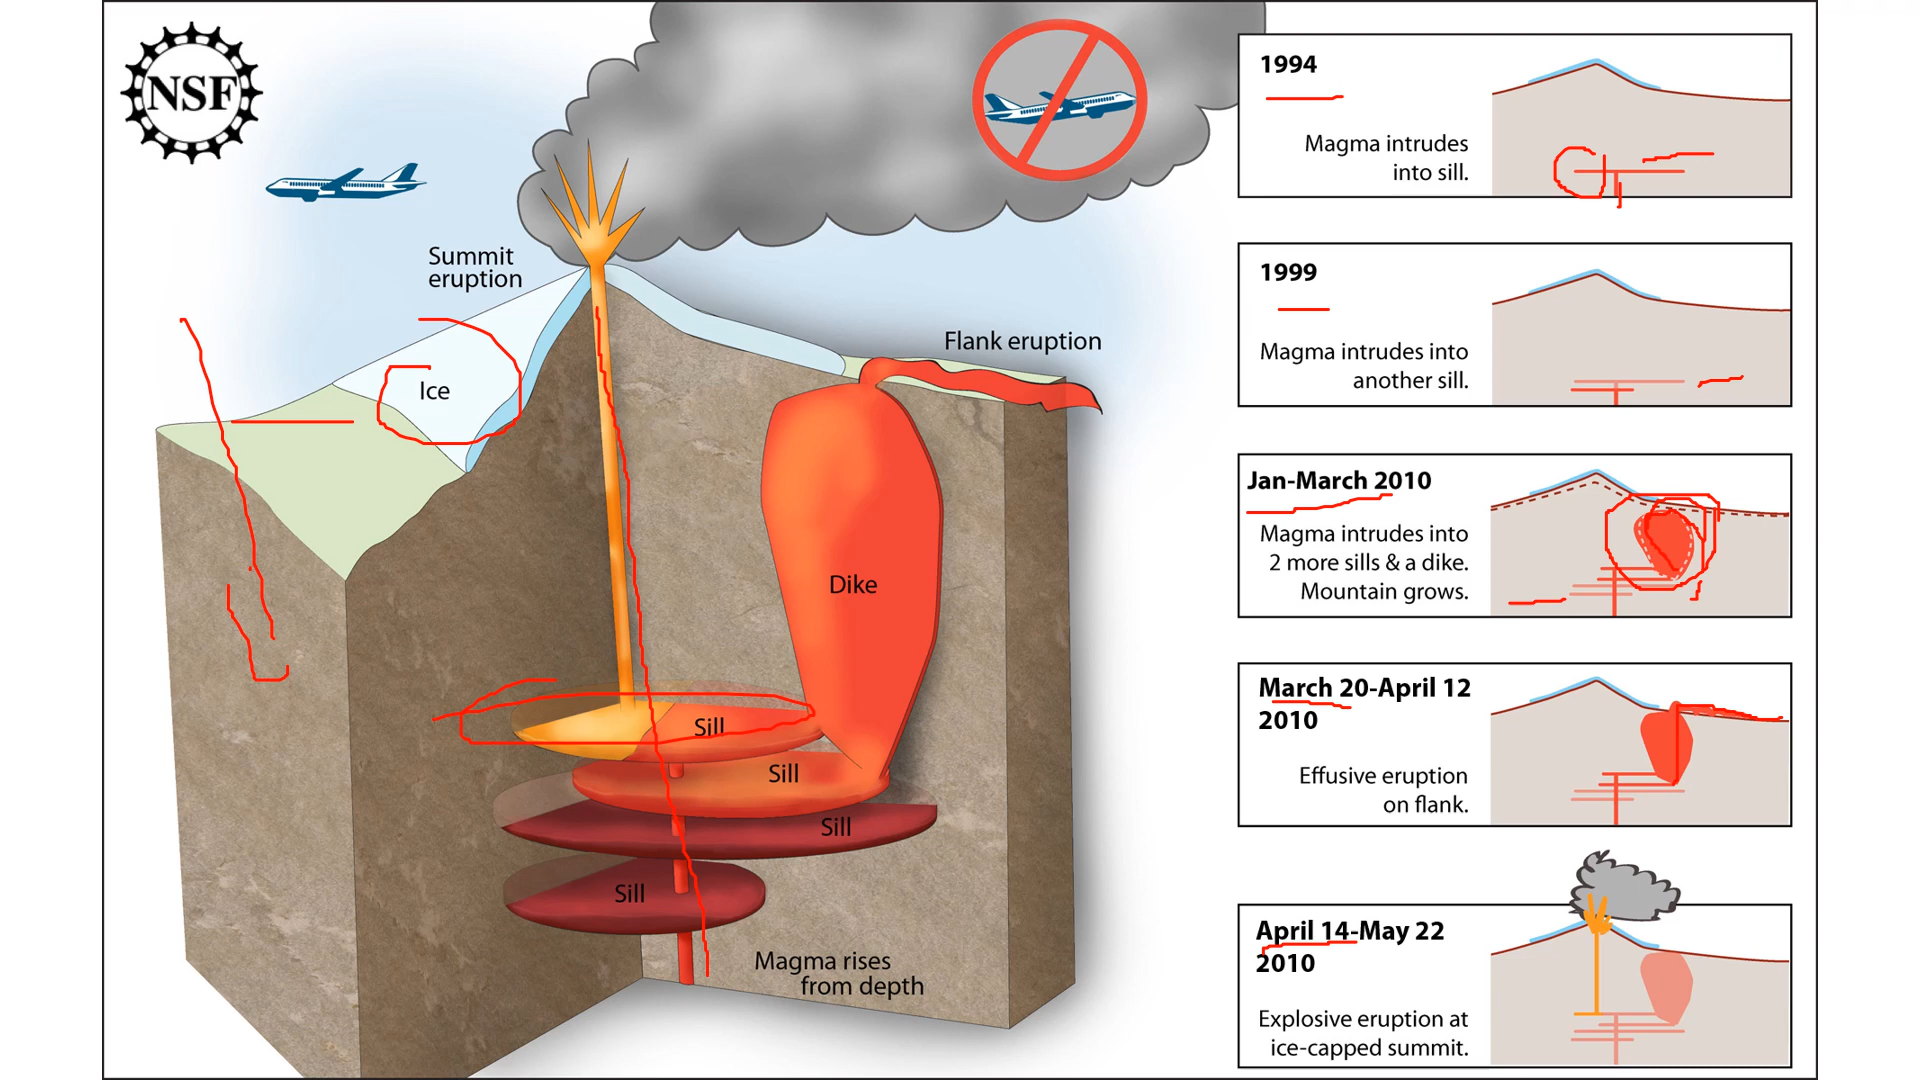 NSF
Summit
eruption
Ice
Flank eruption
Dike
Sill
Sill
Sill
Sill
Magma rises
from depth
1994
Magma intrudes
into sill.
1999
Magma intrudes into
another sill.
Jan-March 2010
Magma intrudes into
2 more sills & a dike.
Mountain grows.
March 20-April 12
2010
Effusive eruption
on flank.
April 14-May 22
2010
Explosive eruption at
ice-capped summit.